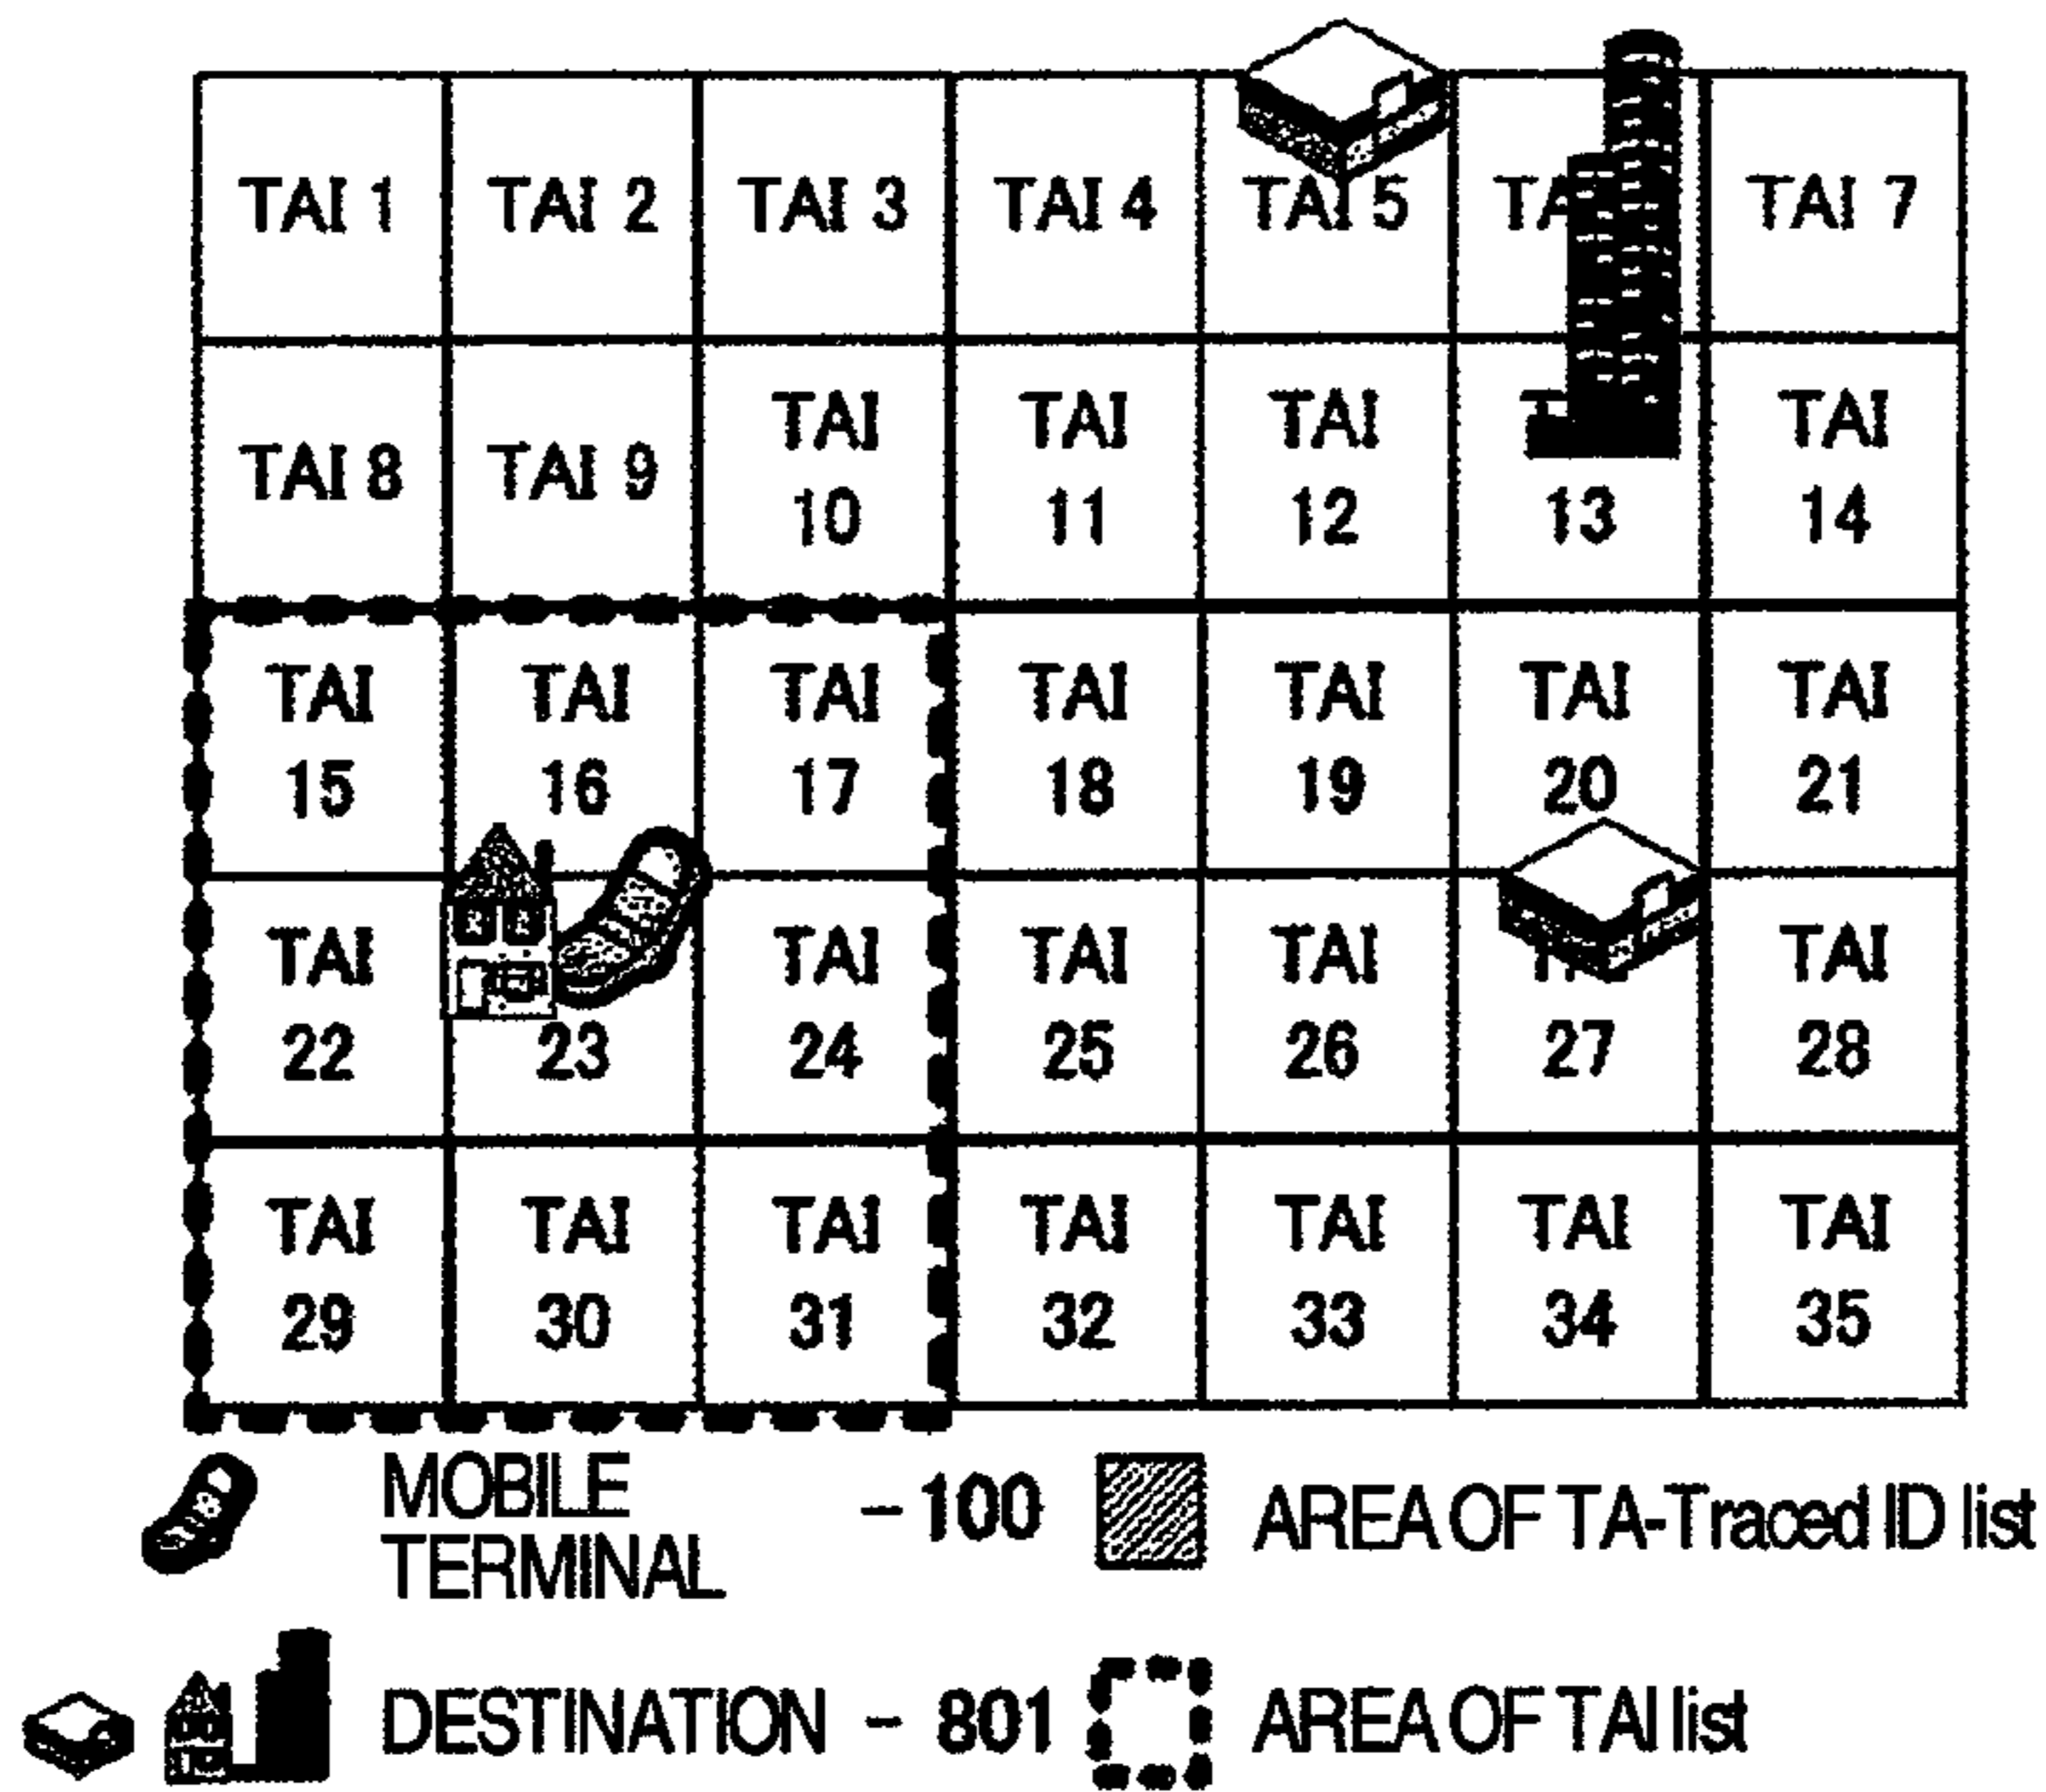 TAI 1 TAI 2 TAI 3 TAI 4 TAI 5 TAI 7
TAI 8 TAI 9 TAI 10 TAI 11 TAI 12 13 TAI 14
TAI 15 TAI 16 TAI 17 TAI 18 TAI 19 TAI 20 TAI 21
TAI 22 23 TAI 24 TAI 25 TAI 26 27 TAI 28
TAI 29 TAI 30 TAI 31 TAI 32 TAI 33 TAI 34 TAI 35
MOBILE
TERMINAL - 100
AREA OF TA-Traced ID list
DESTINATION - 801
AREA OF TAI list